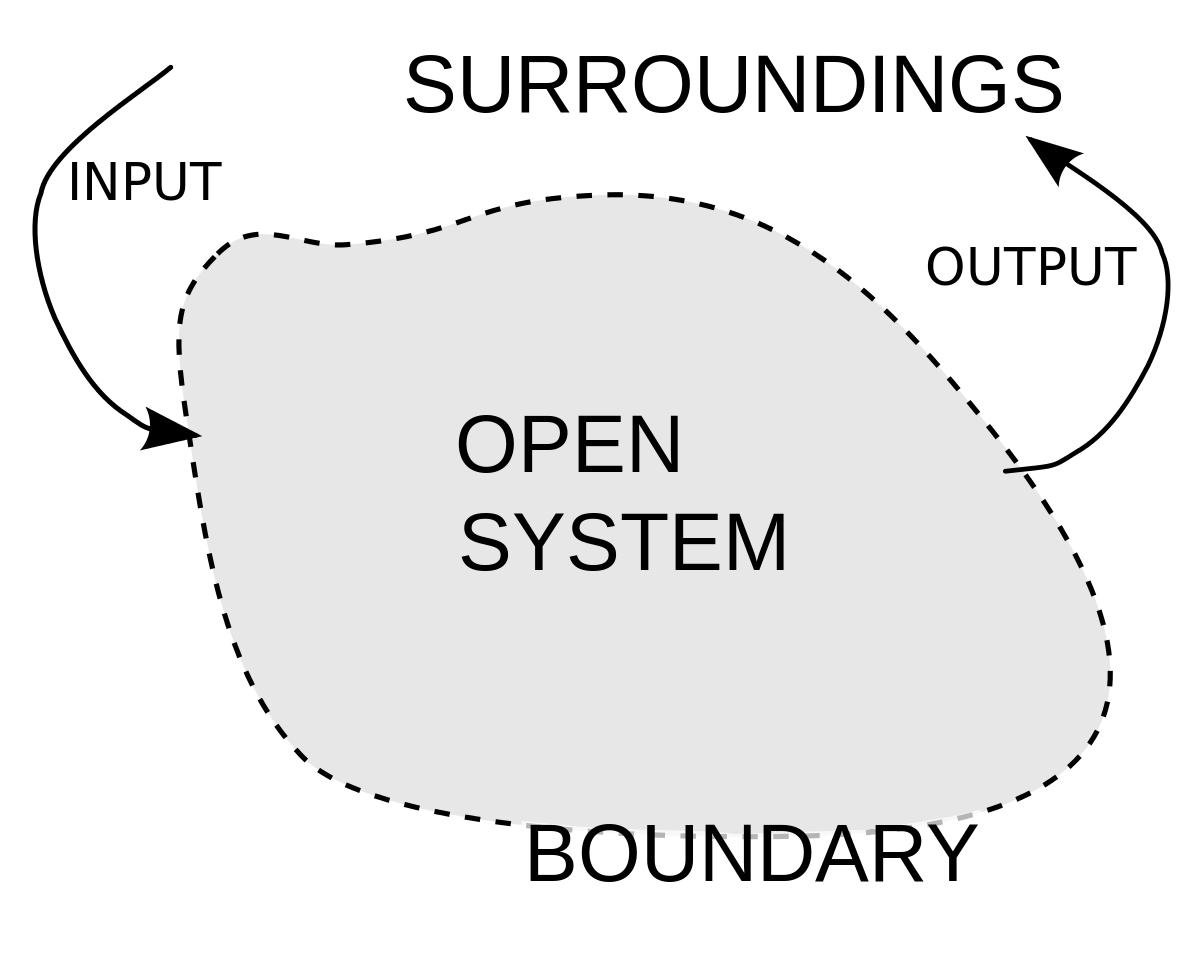 SURROUNDINGS
INPUT
OUTPUT
OPEN
SYSTEM
BOUNDARY